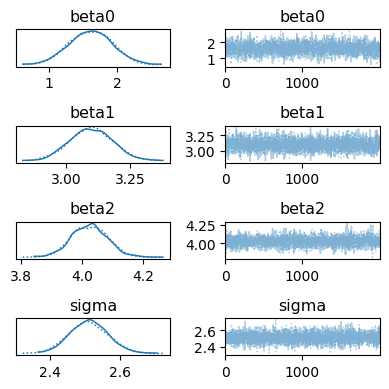 beta0 beta0
2
1
1 2 0 1000
beta1 beta1
3.25
3.00
3.00 3.25 0 1000
beta2 beta2
4.25
4.00
3.8 4.0 4.2 0 1000
sigma sigma
2.6
2.4
2.4 2.6 0 1000